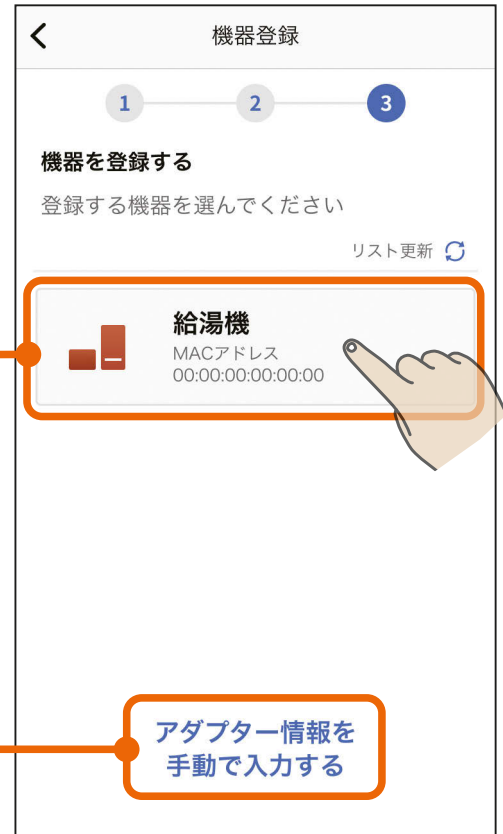 機器登録
1 2 3
機器を登録する
登録する機器を選んでください
リスト更新
給湯機
MACアドレス
00:00:00:00:00:00
アダプター情報を
手動で入力する